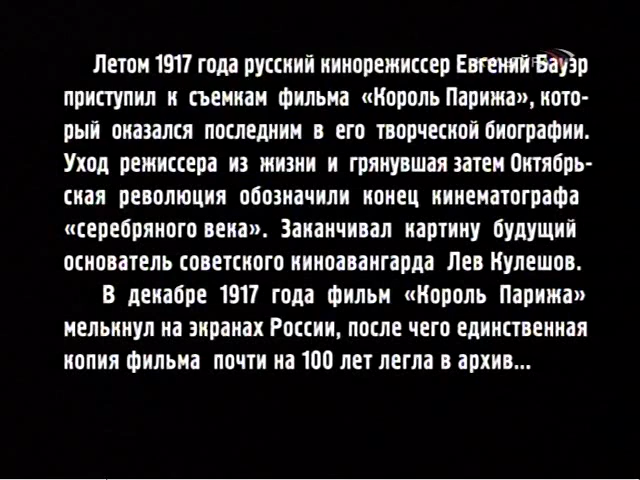 Летом 1917 года русский кинорежиссер Евгений Бауэр
приступил к съемкам фильма «Король Парижа», кото-
рый оказался последним в его творческой биографии.
Уход режиссера из жизни и грянувшая затем Октябрь-
ская революция обозначили конец кинематографа
«серебряного века». Заканчивал картину будущий
основатель советского киноавангарда Лев Кулешов.
В декабре 1917 года фильм «Король Парижа»
мелькнул на экранах России, после чего единственная
копия фильма почти на 100 лет легла в архив...